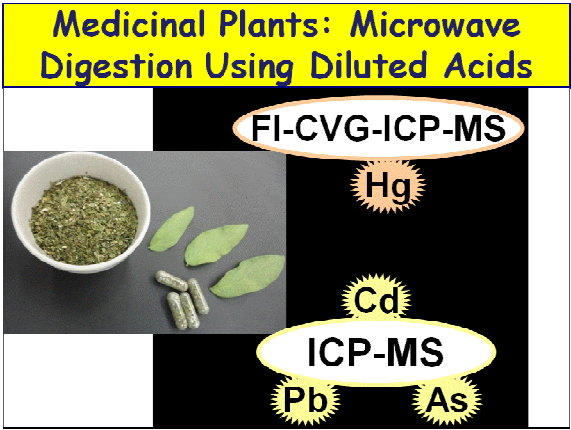 Medicinal Plants: Microwave
Digestion Using Diluted Acids
FI-CVG-ICP-MS
Hg
Cd
ICP-MS
Pb
As